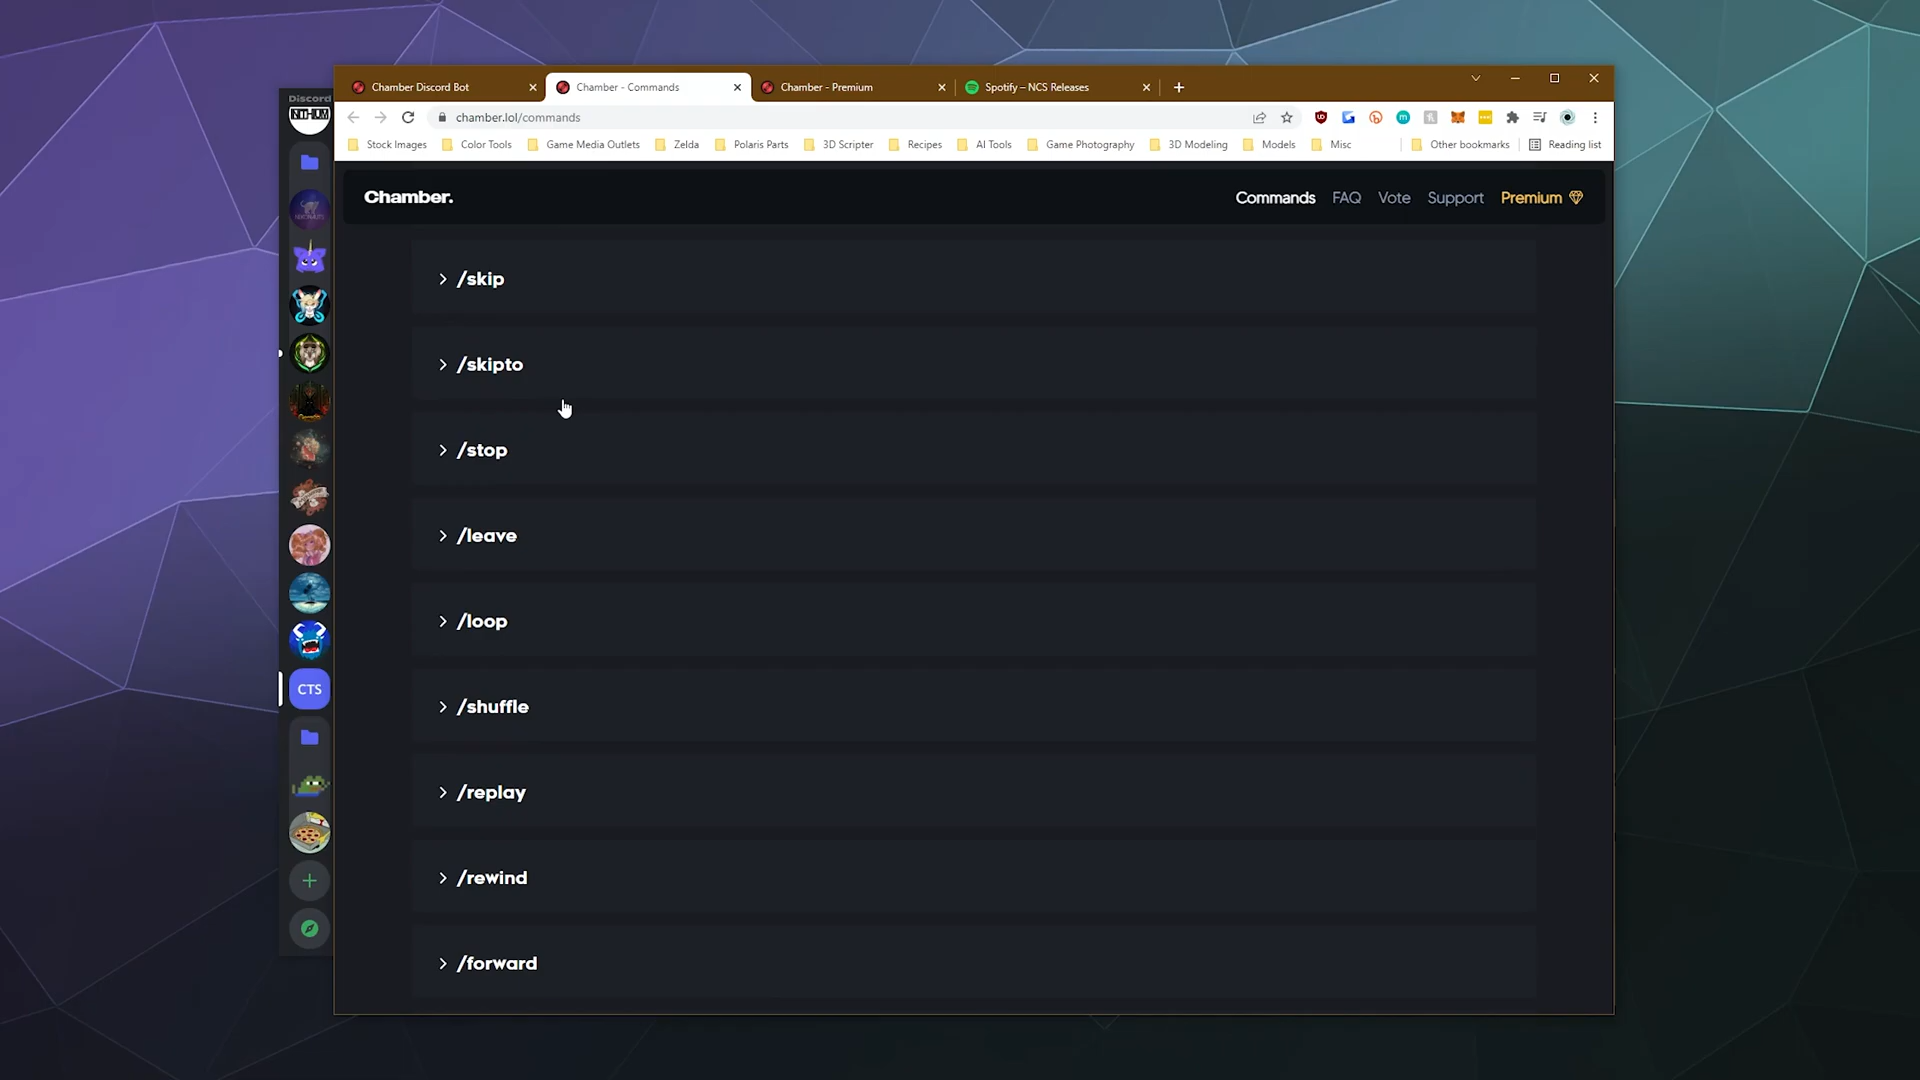 Discord
Chamber Discord Bot
Chamber - Commands
Chamber - Premium
Spotify – NCS Releases
chamber.lol/commands
Stock Images
Color Tools
Game Media Outlets
Zelda
Polaris Parts
3D Scripter
Recipes
AI Tools
Game Photography
3D Modeling
Models
Misc
Other bookmarks
Reading list
Chamber.
Commands
FAQ
Vote
Support
Premium
/skip
/skipto
/stop
/leave
/loop
/shuffle
/replay
/rewind
/forward
CTS